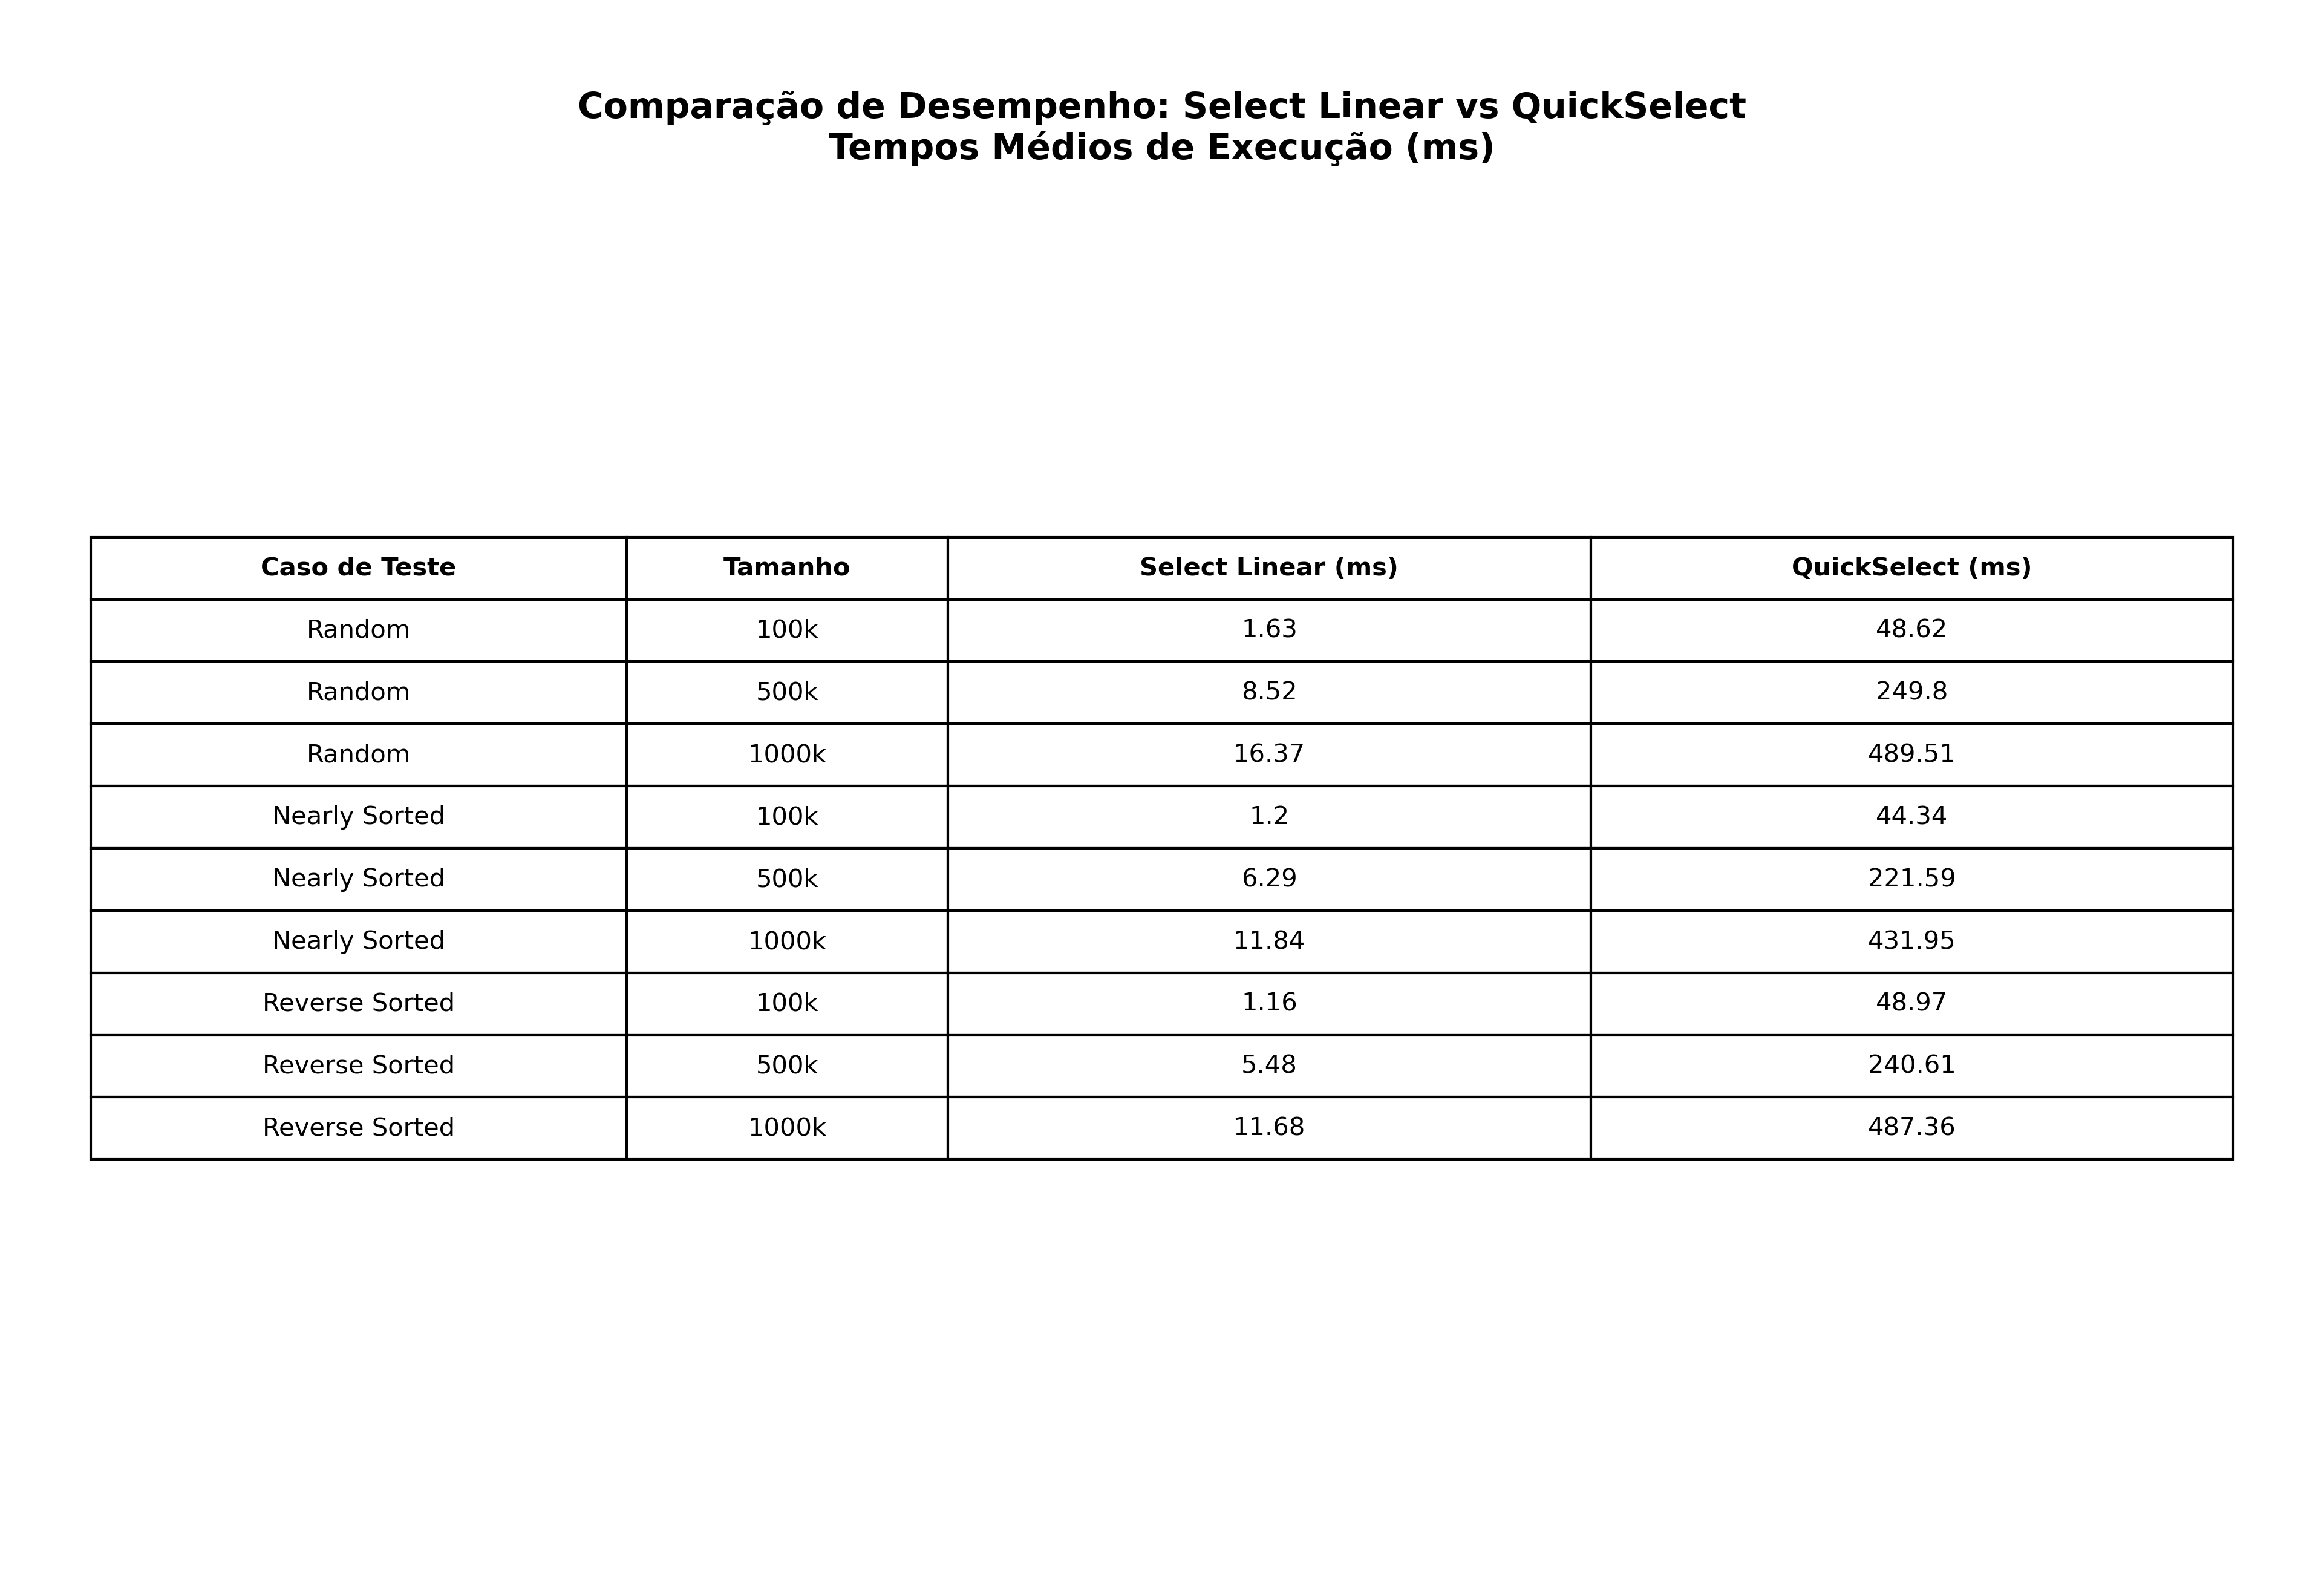 Comparação de Desempenho: Select Linear vs QuickSelect
Tempos Médios de Execução (ms)
Caso de Teste Tamanho Select Linear (ms) QuickSelect (ms)
Random 100k 1.63 48.62
Random 500k 8.52 249.8
Random 1000k 16.37 489.51
Nearly Sorted 100k 1.2 44.34
Nearly Sorted 500k 6.29 221.59
Nearly Sorted 1000k 11.84 431.95
Reverse Sorted 100k 1.16 48.97
Reverse Sorted 500k 5.48 240.61
Reverse Sorted 1000k 11.68 487.36